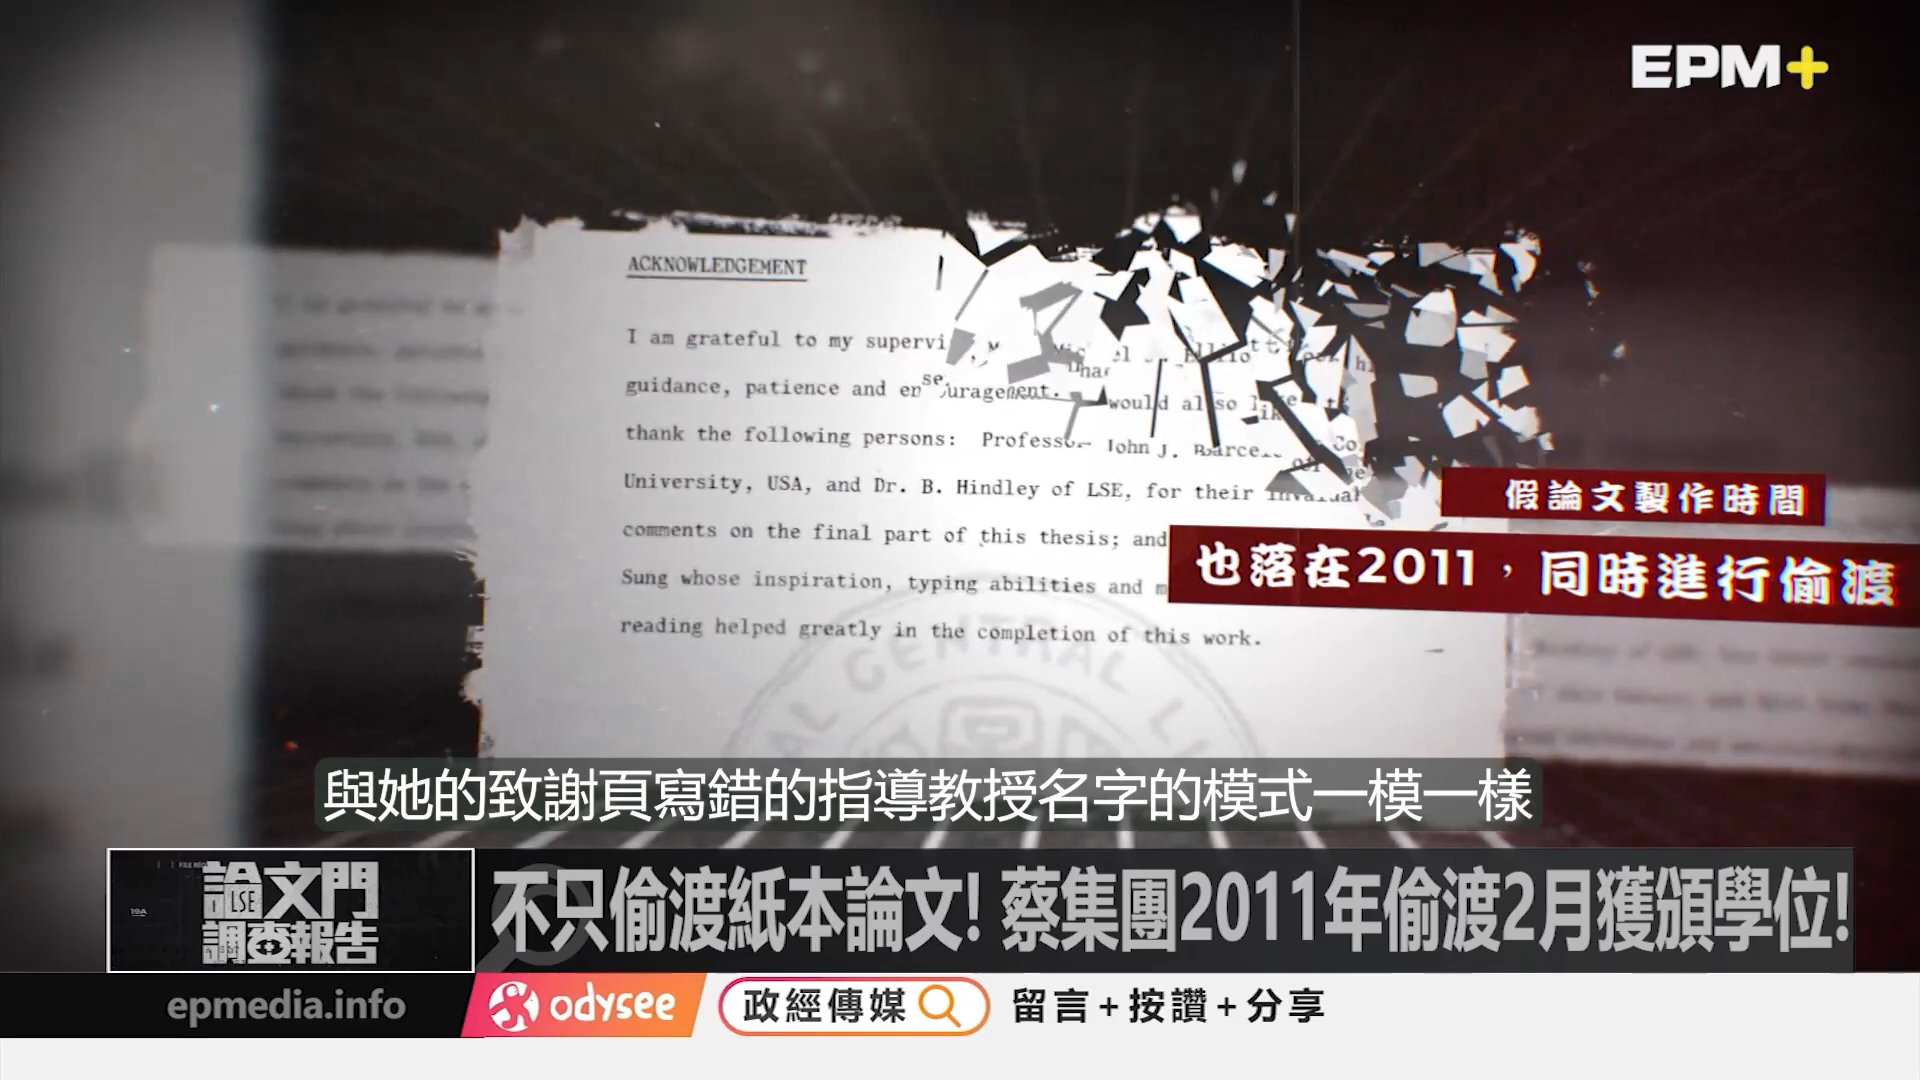 EPM+
ACKNOWLEDGEMENT
I am grateful to my supervi
guidance, patience and en
thank the following persons: Professor John J. Barce
University, USA, and Dr. B. Hindley of LSE, for their
comments on the final part of this thesis; and
Sung whose inspiration, typing abilities and m
reading helped greatly in the completion of this work.
CENTRAL
假論文製作時間
也落在2011，同時進行偷渡
與她的致謝頁寫錯的指導教授名字的模式一模一樣
論文門
LSE
調查報告
不只偷渡紙本論文! 蔡集團2011年偷渡2月獲頒學位!
epmedia.info
odysee
政經傳媒
留言+按讚+分享